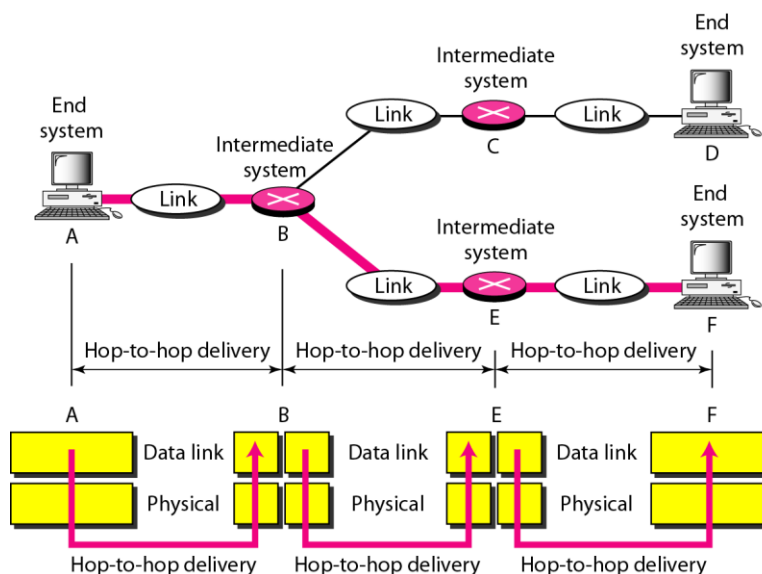 End
system
Intermediate
system
Link
Link
C
D
End
system
Intermediate
system
Link
A
B
End
system
Intermediate
system
Link
Link
E
F
Hop-to-hop delivery
Hop-to-hop delivery
Hop-to-hop delivery
A
B
E
F
Data link
Data link
Data link
Physical
Physical
Physical
Hop-to-hop delivery
Hop-to-hop delivery
Hop-to-hop delivery